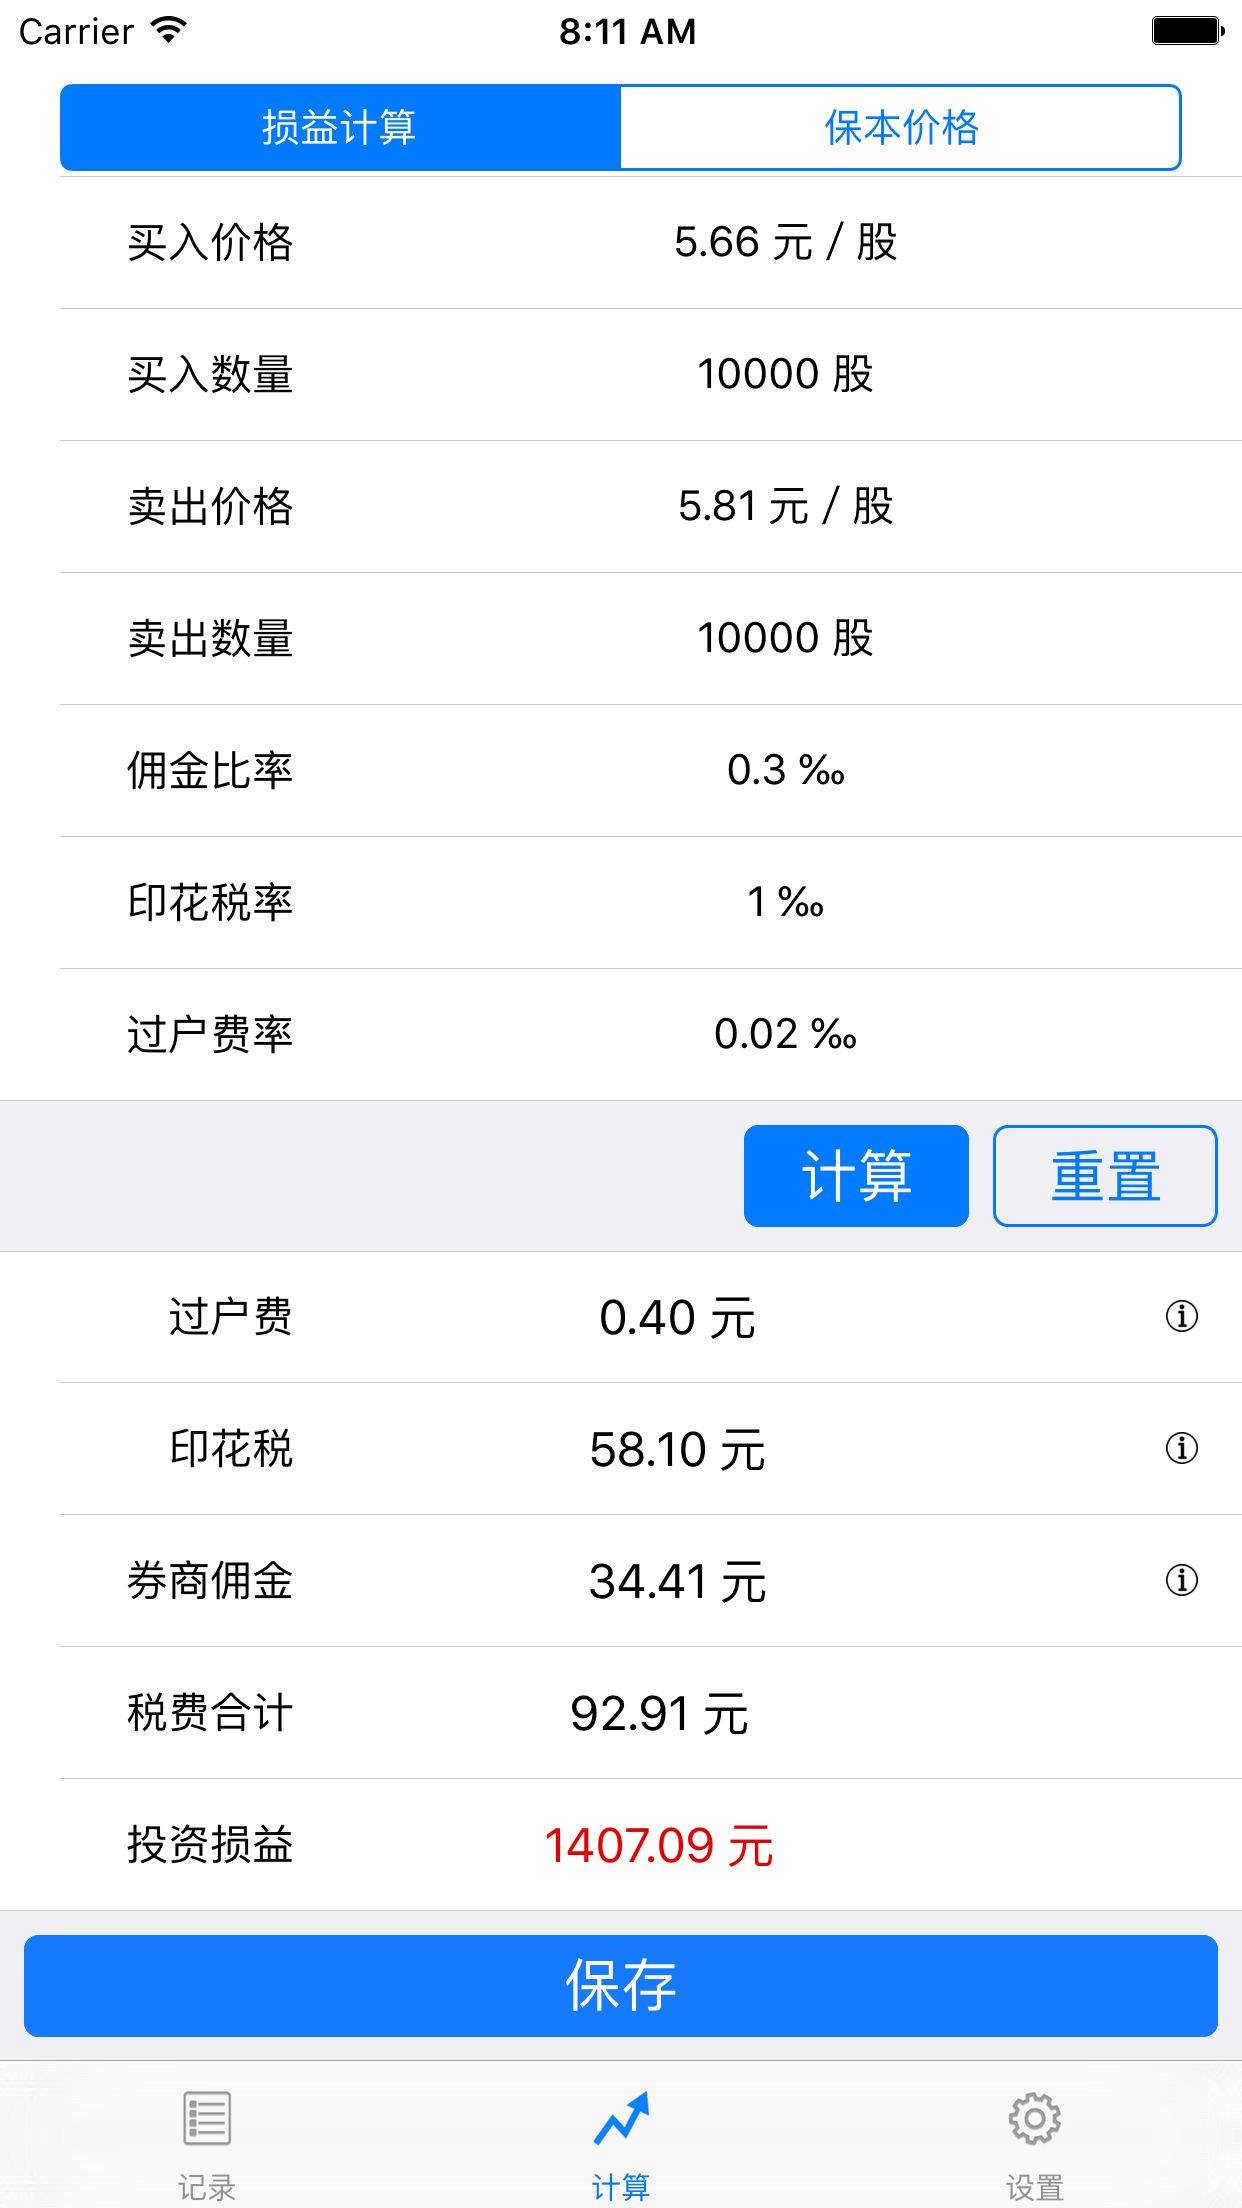 Carrier 8:11 AM
损益计算 保本价格
买入价格 5.66 元 / 股
买入数量 10000 股
卖出价格 5.81 元 / 股
卖出数量 10000 股
佣金比率 0.3 ‰
印花税率 1 ‰
过户费率 0.02 ‰
计算 重置
过户费 0.40 元
印花税 58.10 元
券商佣金 34.41 元
税费合计 92.91 元
投资损益 1407.09 元
保存
记录 计算 设置